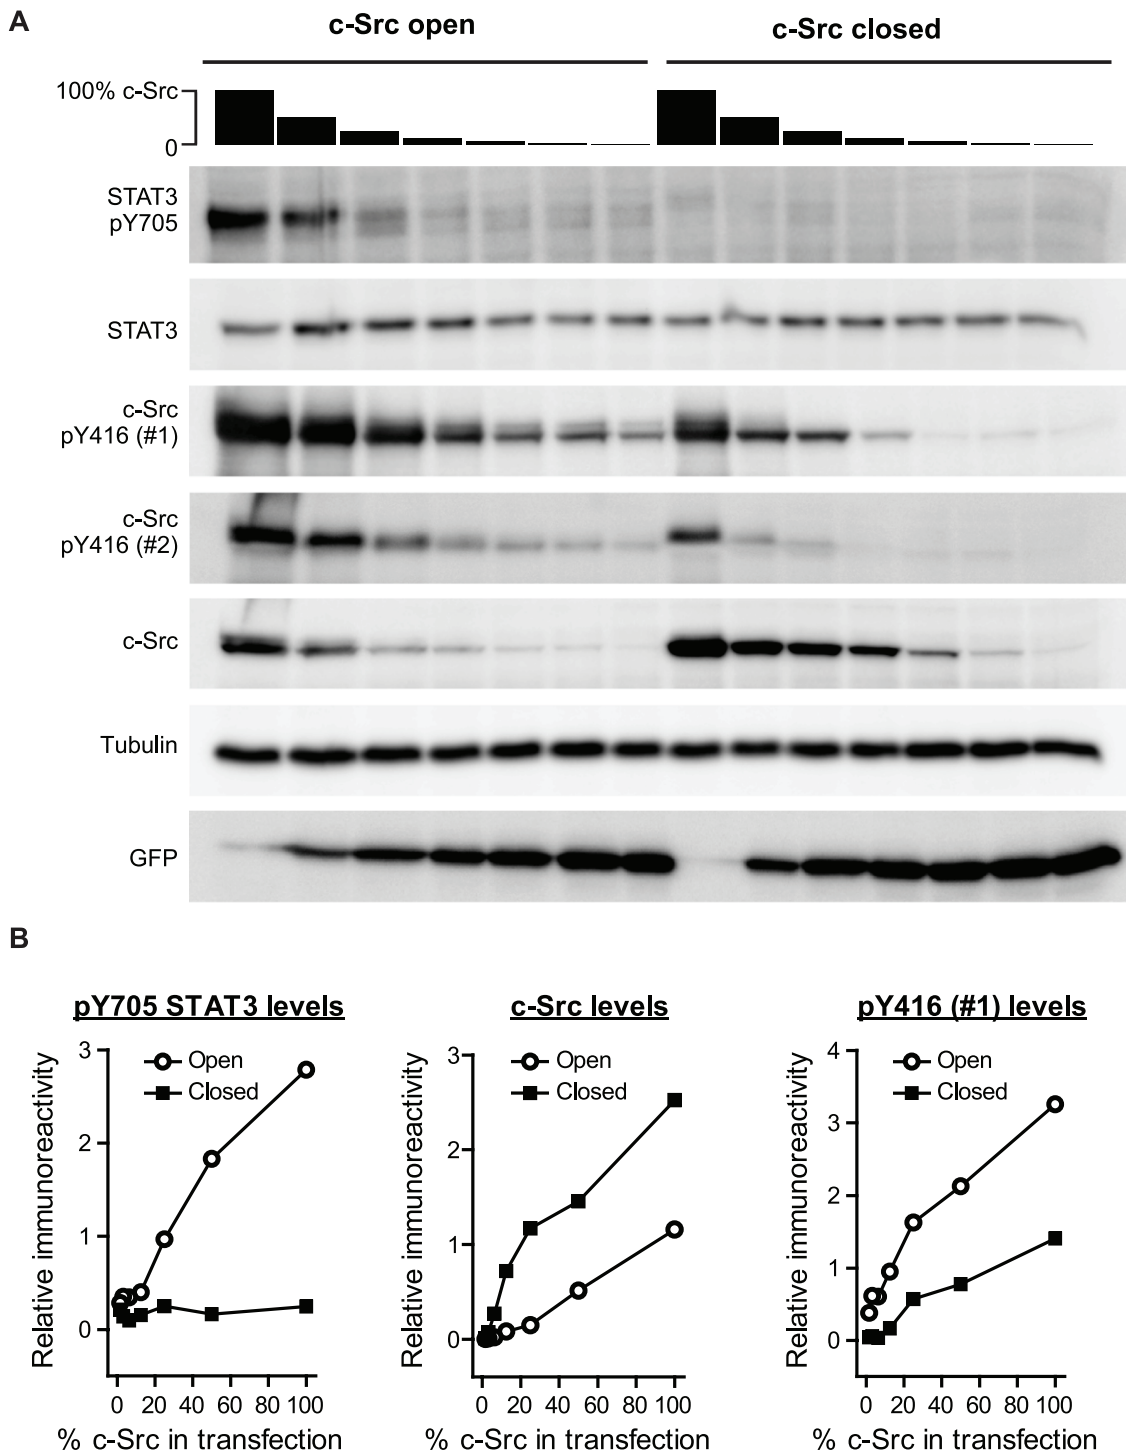 A
c-Src open
c-Src closed
100% c-Src
0
STAT3
pY705
STAT3
c-Src
pY416 (#1)
c-Src
pY416 (#2)
c-Src
Tubulin
GFP
B
pY705 STAT3 levels
Relative immunoreactivity
3
2
1
0
Open
Closed
0 20 40 60 80 100
% c-Src in transfection
c-Src levels
Relative immunoreactivity
3
2
1
0
Open
Closed
0 20 40 60 80 100
% c-Src in transfection
pY416 (#1) levels
Relative immunoreactivity
4
3
2
1
0
Open
Closed
0 20 40 60 80 100
% c-Src in transfection